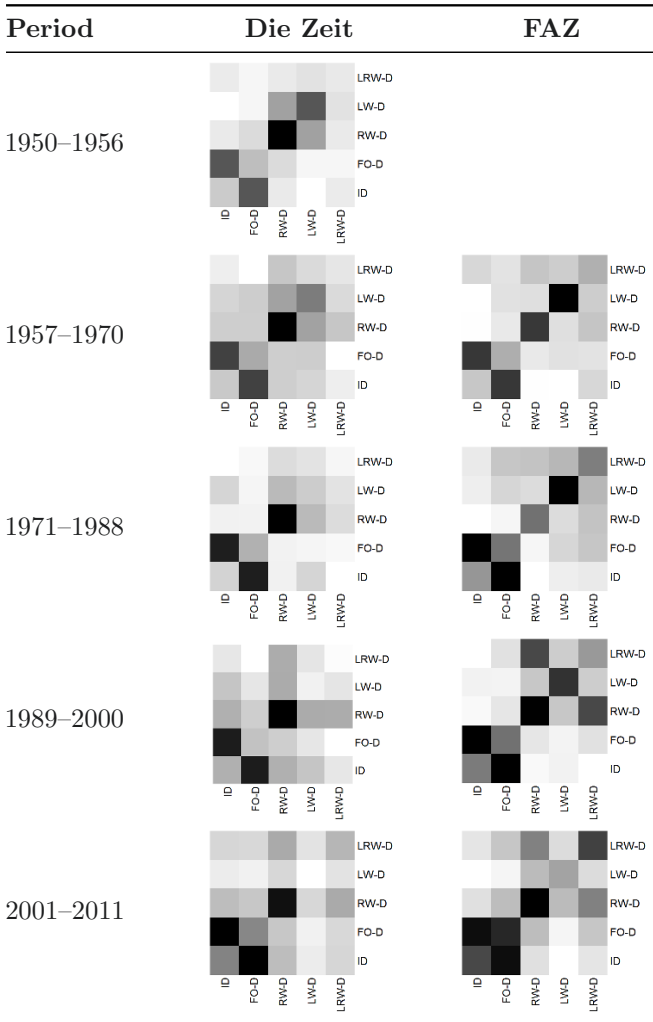 Period Die Zeit FAZ
1950–1956
LRW-D
LW-D
RW-D
FO-D
ID
ID FO-D RW-D LW-D LRW-D
1957–1970
LRW-D LRW-D
LW-D LW-D
RW-D RW-D
FO-D FO-D
ID ID
ID FO-D RW-D LW-D LRW-D ID FO-D RW-D LW-D LRW-D
1971–1988
LRW-D LRW-D
LW-D LW-D
RW-D RW-D
FO-D FO-D
ID ID
ID FO-D RW-D LW-D LRW-D ID FO-D RW-D LW-D LRW-D
1989–2000
LRW-D LRW-D
LW-D LW-D
RW-D RW-D
FO-D FO-D
ID ID
ID FO-D RW-D LW-D LRW-D ID FO-D RW-D LW-D LRW-D
2001–2011
LRW-D LRW-D
LW-D LW-D
RW-D RW-D
FO-D FO-D
ID ID
ID FO-D RW-D LW-D LRW-D ID FO-D RW-D LW-D LRW-D